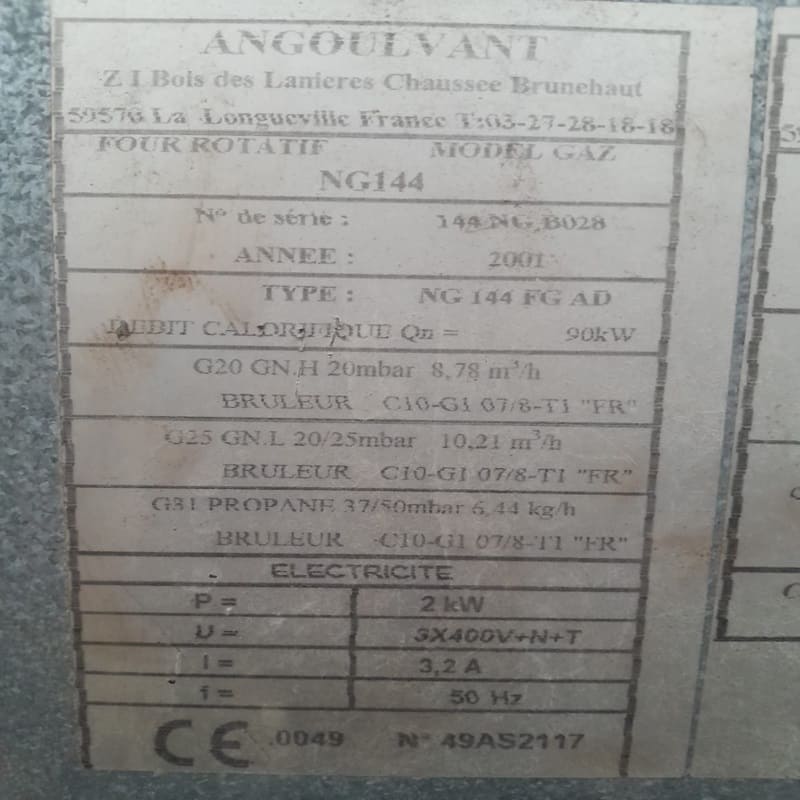 ANGOULVANT
Z I Bois des Lanieres Chaussee Brunehaut
59570 La Longueville France T:03-27-28-18-18
FOUR ROTATIF MODEL GAZ
NG144
N° de série : 144 NG B028
ANNEE : 2001
TYPE : NG 144 FG AD
DEBIT CALORIFIQUE Qn = 90kW
G20 GN.H 20mbar 8,78 m³/h
BRULEUR C10-G1 07/8-T1 "FR"
G25 GN.L 20/25mbar 10,21 m³/h
BRULEUR C10-G1 07/8-T1 "FR"
G31 PROPANE 37/50mbar 6,44 kg/h
BRULEUR C10-G1 07/8-T1 "FR"
ELECTRICITE
P = 2 kW
U = 3X400V+N+T
I = 3,2 A
f = 50 Hz
CE 0049 N° 49AS2117